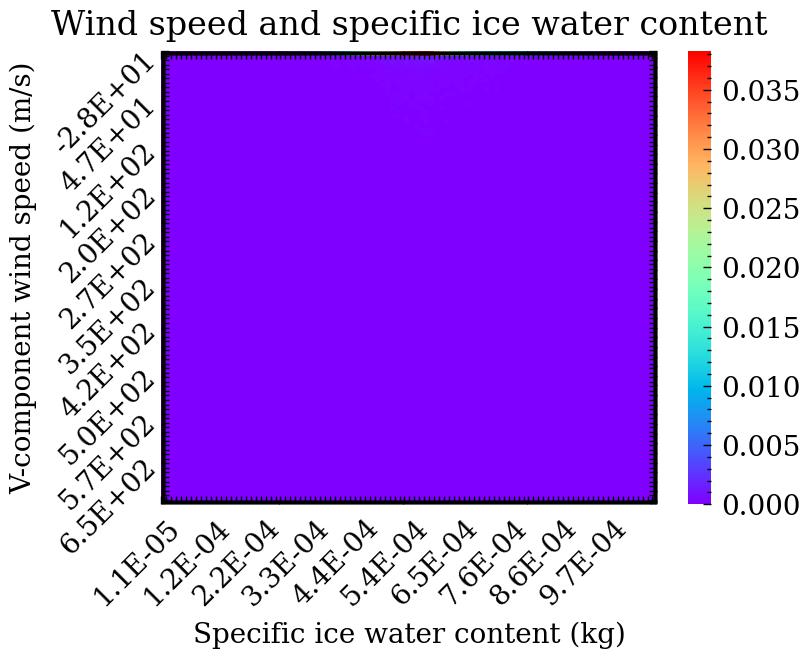 Wind speed and specific ice water content
V-component wind speed (m/s)
-2.8E+01
4.7E+01
1.2E+02
2.0E+02
2.7E+02
3.5E+02
4.2E+02
5.0E+02
5.7E+02
6.5E+02
1.1E-05
1.2E-04
2.2E-04
3.3E-04
4.4E-04
5.4E-04
6.5E-04
7.6E-04
8.6E-04
9.7E-04
Specific ice water content (kg)
0.035
0.030
0.025
0.020
0.015
0.010
0.005
0.000